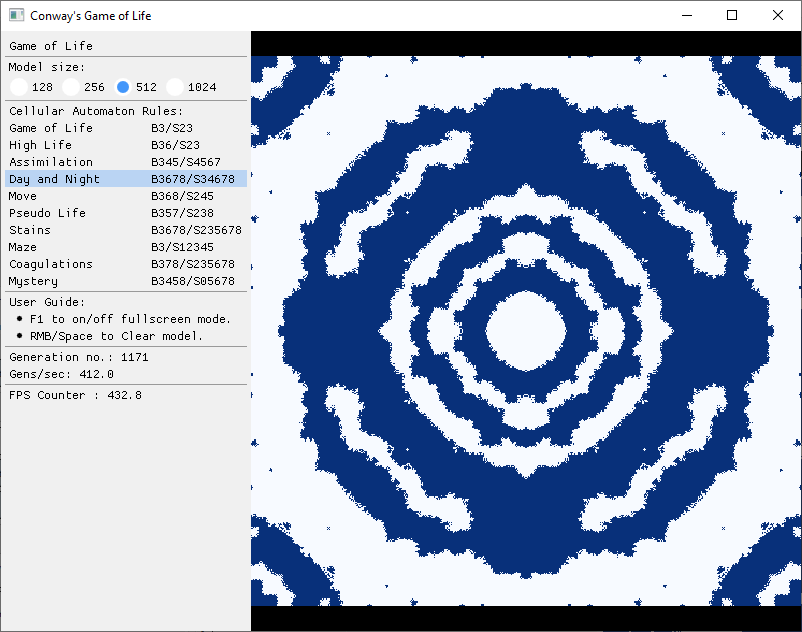 Conway's Game of Life
Game of Life
Model size:
128 256 512 1024
Cellular Automaton Rules:
Game of Life B3/S23
High Life B36/S23
Assimilation B345/S4567
Day and Night B3678/S34678
Move B368/S245
Pseudo Life B357/S238
Stains B3678/S235678
Maze B3/S12345
Coagulations B378/S235678
Mystery B3458/S05678
User Guide:
• F1 to on/off fullscreen mode.
• RMB/Space to Clear model.
Generation no.: 1171
Gens/sec: 412.0
FPS Counter : 432.8